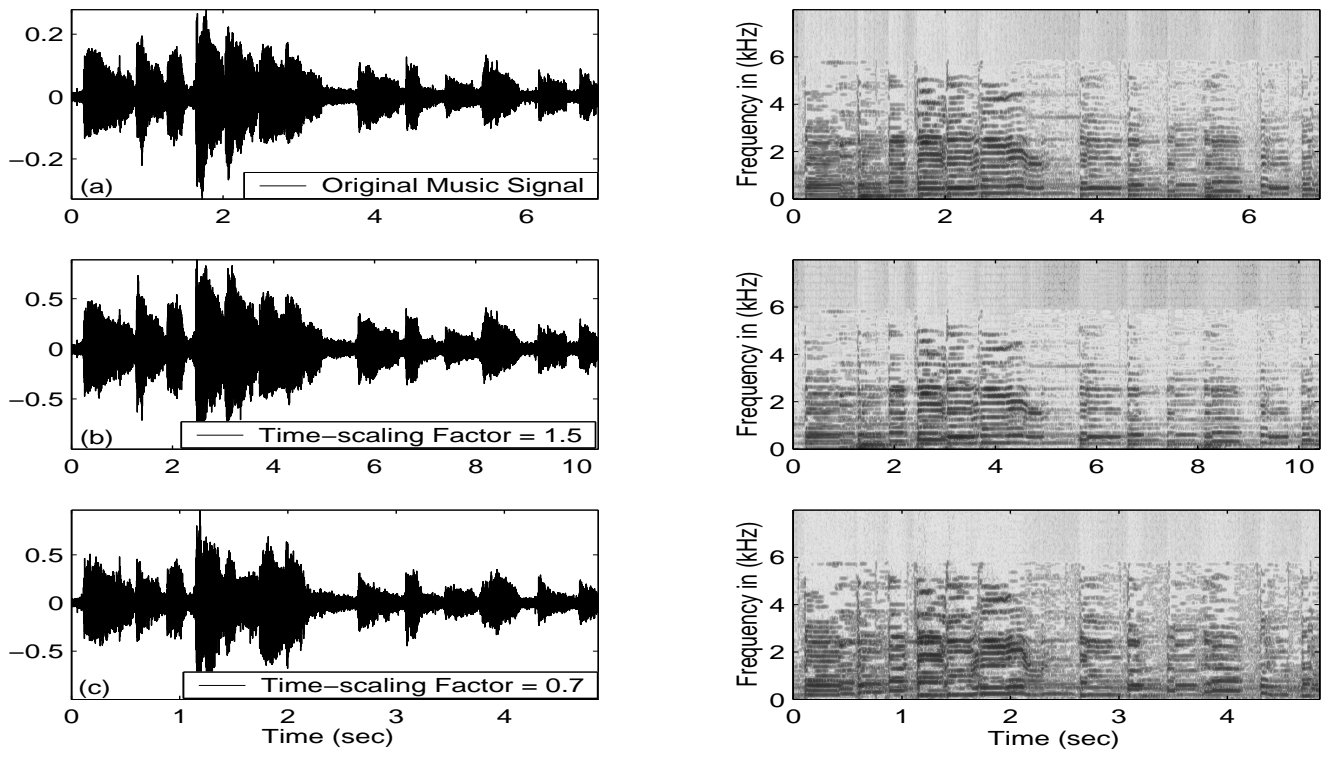 0.2
0
−0.2
(a)
Original Music Signal
0 2 4 6
Frequency in (kHz)
6
4
2
0
0 2 4 6
0.5
0
−0.5
(b)
Time−scaling Factor = 1.5
0 2 4 6 8 10
Frequency in (kHz)
6
4
2
0
0 2 4 6 8 10
0.5
0
−0.5
(c)
Time−scaling Factor = 0.7
0 1 2 3 4
Time (sec)
Frequency in (kHz)
6
4
2
0
0 1 2 3 4
Time (sec)